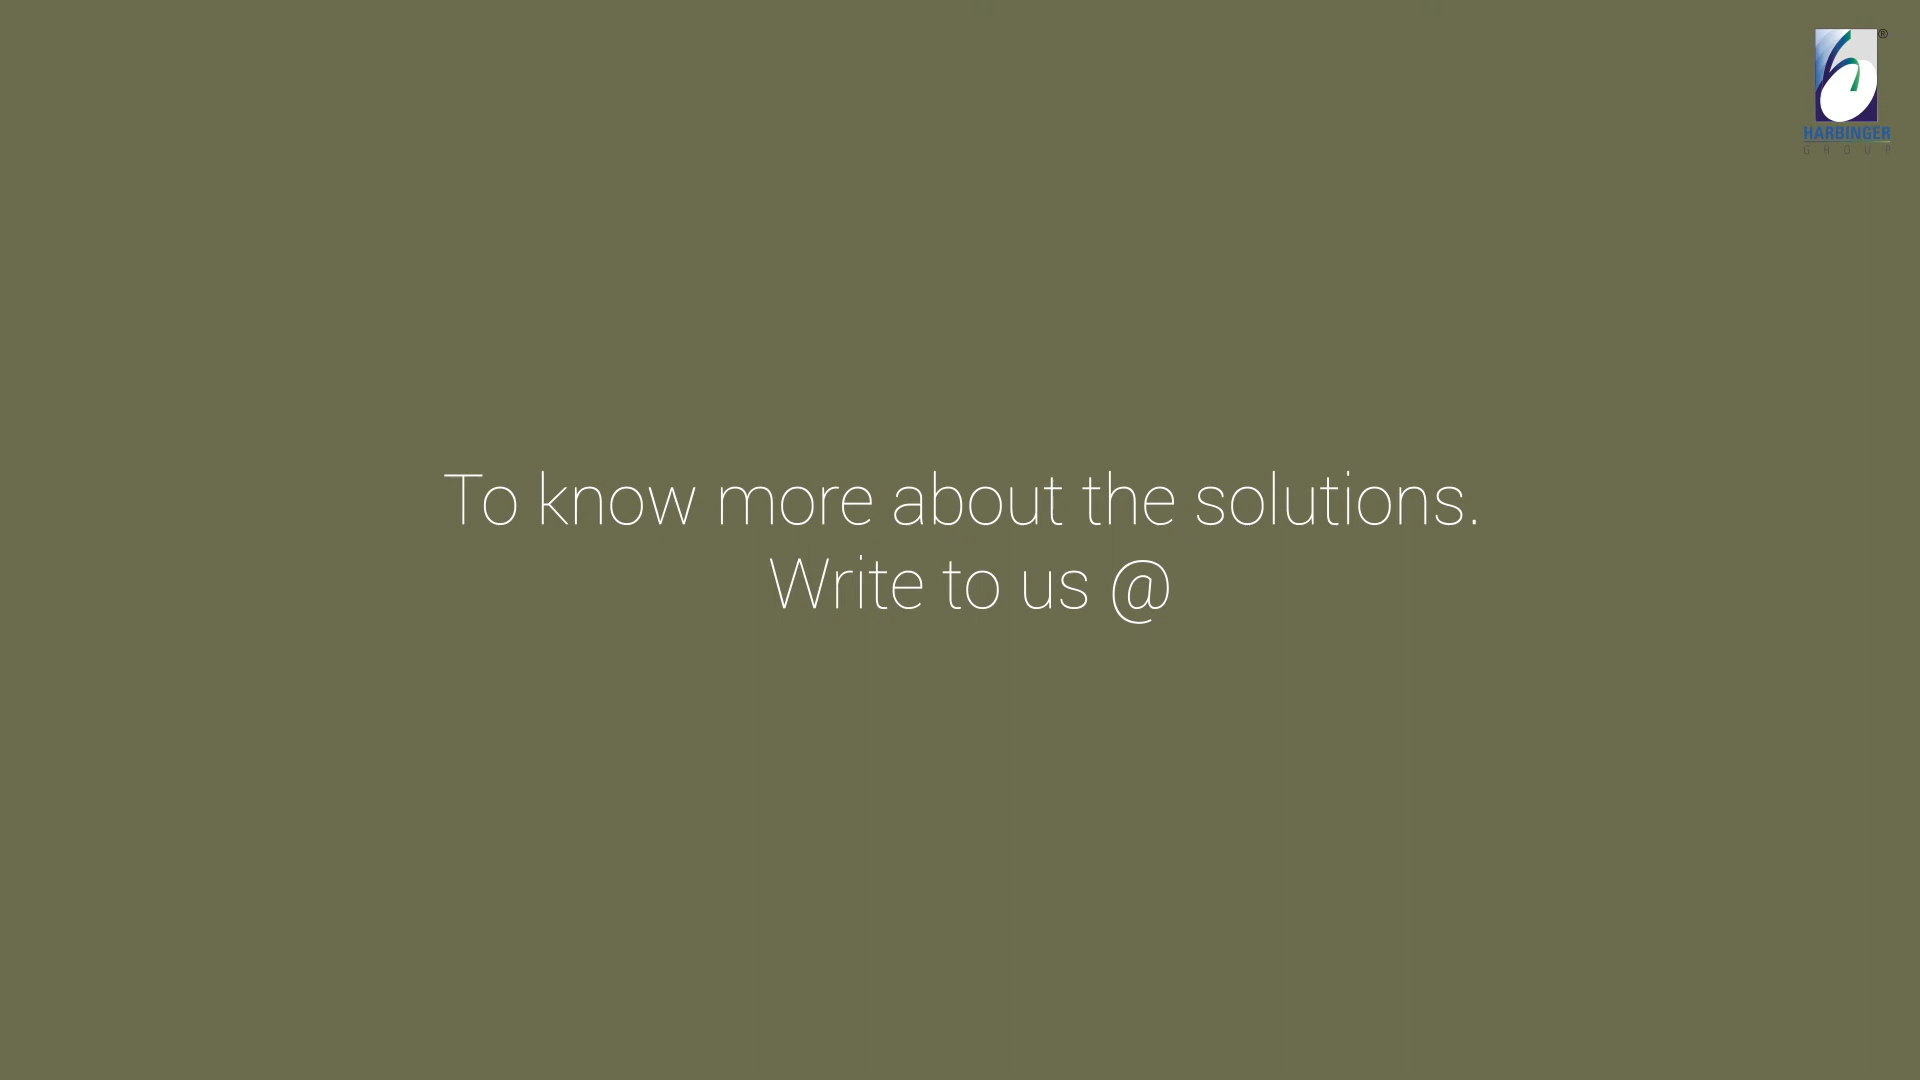 ®
HARBINGER
GROUP
To know more about the solutions.
Write to us @